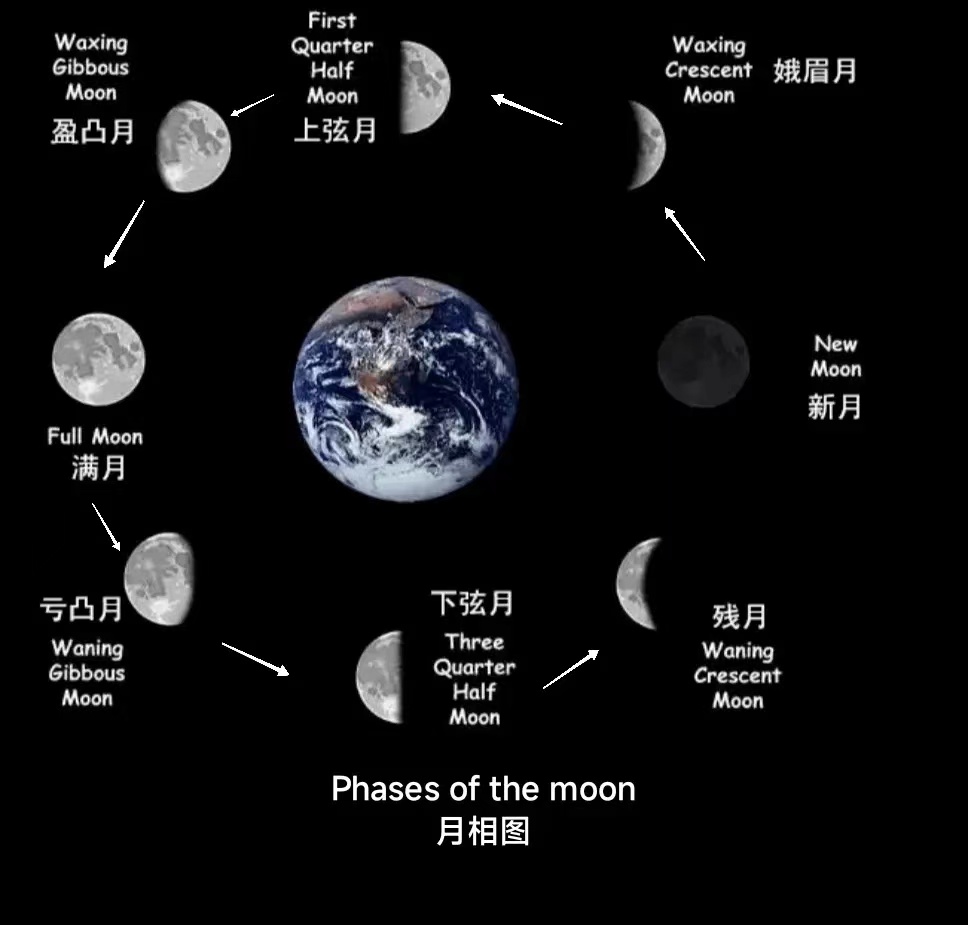 Waxing
Gibbous
Moon
盈凸月
First
Quarter
Half
Moon
上弦月
Waxing
Crescent
Moon
娥眉月
New
Moon
新月
Full Moon
满月
亏凸月
Waning
Gibbous
Moon
下弦月
Three
Quarter
Half
Moon
残月
Waning
Crescent
Moon
Phases of the moon
月相图